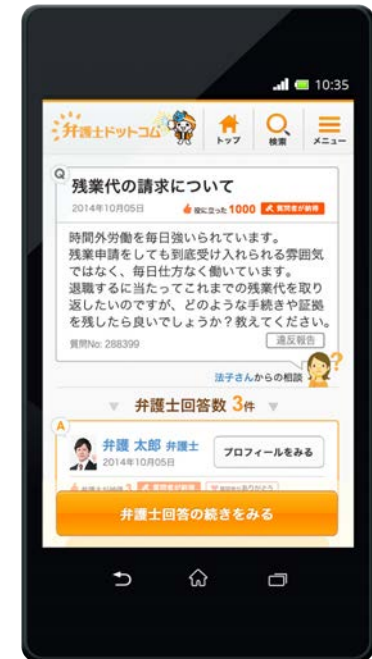 10:35
弁護士ドットコム
トップ
検索
メニュー
Q
残業代の請求について
2014年10月05日 役に立った1000 質問者が納得
時間外労働を毎日強いられています。
残業申請をしても到底受け入れられる雰囲気
ではなく、毎日仕方なく働いています。
退職するに当たってこれまでの残業代を取り
返したいのですが、どのような手続きや証拠
を残したら良いでしょうか？教えてください。
質問No: 288399 違反報告
法子さんからの相談
弁護士回答数 3件
A
弁護 太郎 弁護士
2014年10月05日
プロフィールをみる
弁護士回答の続きをみる